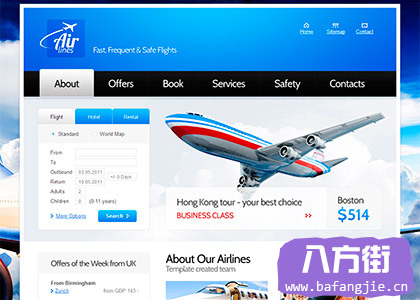 Air
lines
Fast, Frequent & Safe Flights
Home
Sitemap
Contact
About
Offers
Book
Services
Safety
Contacts
Flight
Hotel
Rental
Standard
World Map
From
To
Outbound 03.05.2011
+/- 0 Days
Return 10.05.2011
Adults 2
Children 0 (0-11 years)
More Options
Search
Hong Kong tour - your best choice
BUSINESS CLASS
Boston
$514
Offers of the Week from UK
From Birmingham
Zurich
from GDP 143.-
About Our Airlines
Template created team
八方街
www.bafangjie.cn